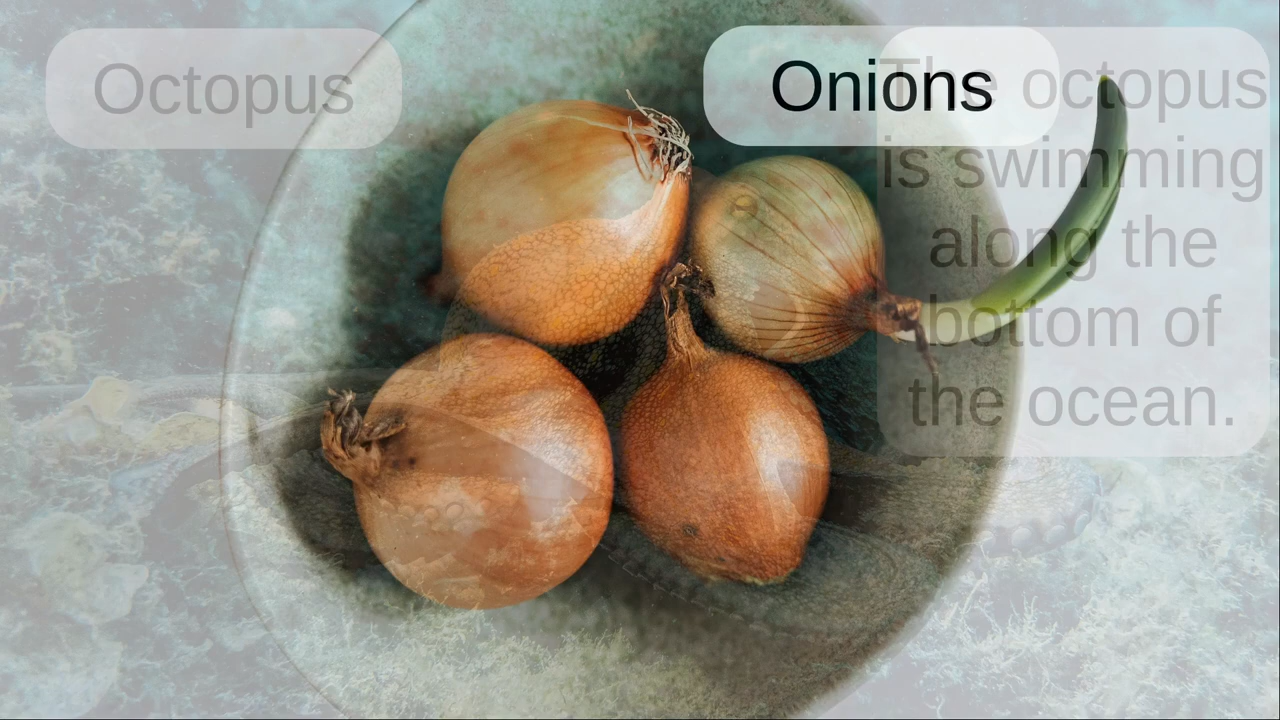 Octopus
Onions
The octopus
is swimming
along the
bottom of
the ocean.